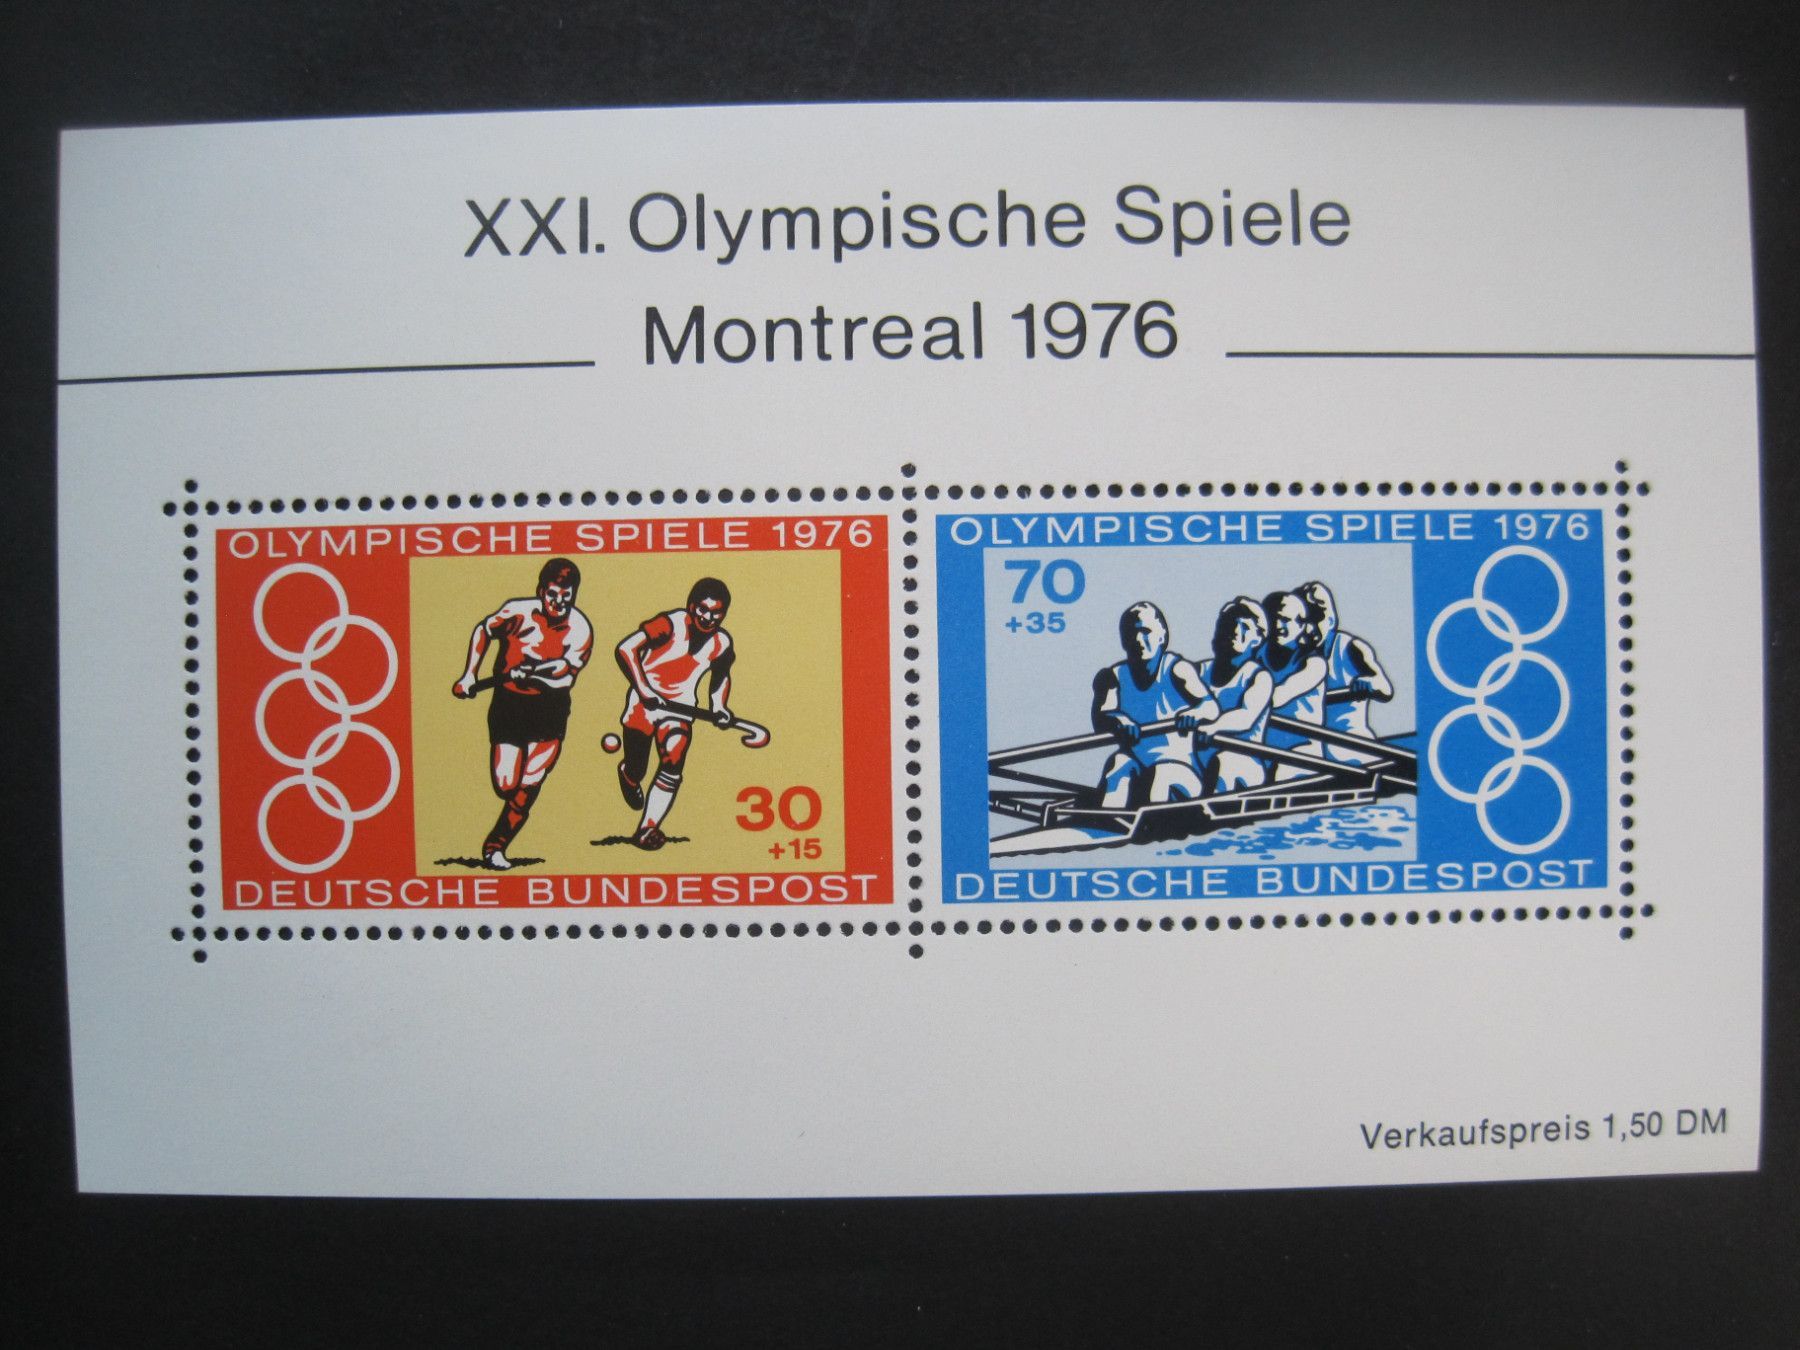 XXI. Olympische Spiele
Montreal 1976
OLYMPISCHE SPIELE 1976
30
+15
DEUTSCHE BUNDESPOST
OLYMPISCHE SPIELE 1976
70
+35
DEUTSCHE BUNDESPOST
Verkaufspreis 1,50 DM